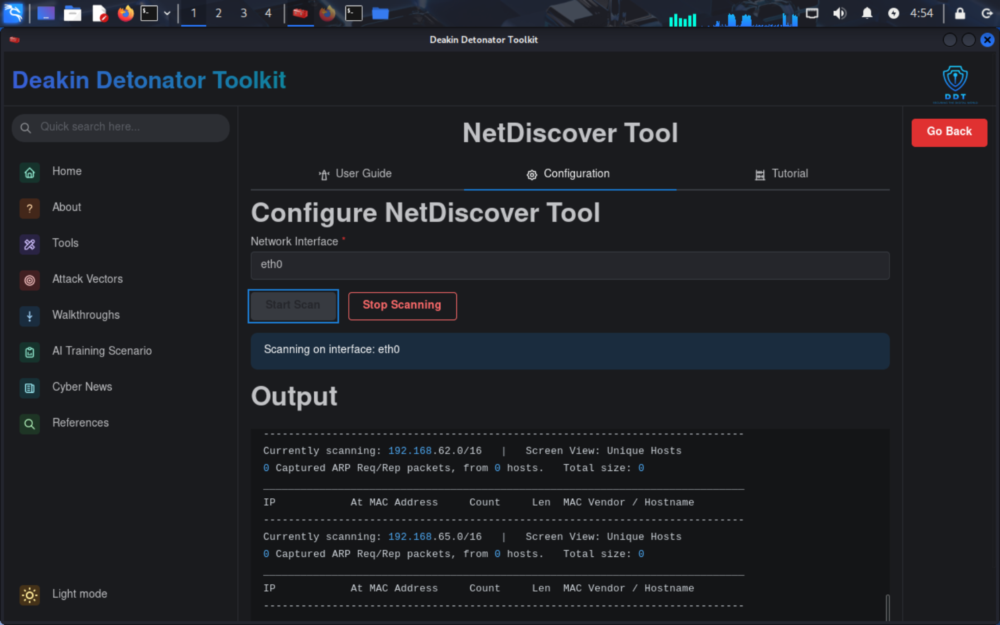 1 2 3 4
4:54
Deakin Detonator Toolkit
Deakin Detonator Toolkit
DDT
Quick search here...
Home
About
Tools
Attack Vectors
Walkthroughs
AI Training Scenario
Cyber News
References
Light mode
NetDiscover Tool
Go Back
User Guide
Configuration
Tutorial
Configure NetDiscover Tool
Network Interface *
eth0
Start Scan
Stop Scanning
Scanning on interface: eth0
Output
--------------------------------------------------------------------------
Currently scanning: 192.168.62.0/16 | Screen View: Unique Hosts
0 Captured ARP Req/Rep packets, from 0 hosts. Total size: 0
_____________________________________________________________________________
IP At MAC Address Count Len MAC Vendor / Hostname
-----------------------------------------------------------------------------
Currently scanning: 192.168.65.0/16 | Screen View: Unique Hosts
0 Captured ARP Req/Rep packets, from 0 hosts. Total size: 0
_____________________________________________________________________________
IP At MAC Address Count Len MAC Vendor / Hostname
-----------------------------------------------------------------------------